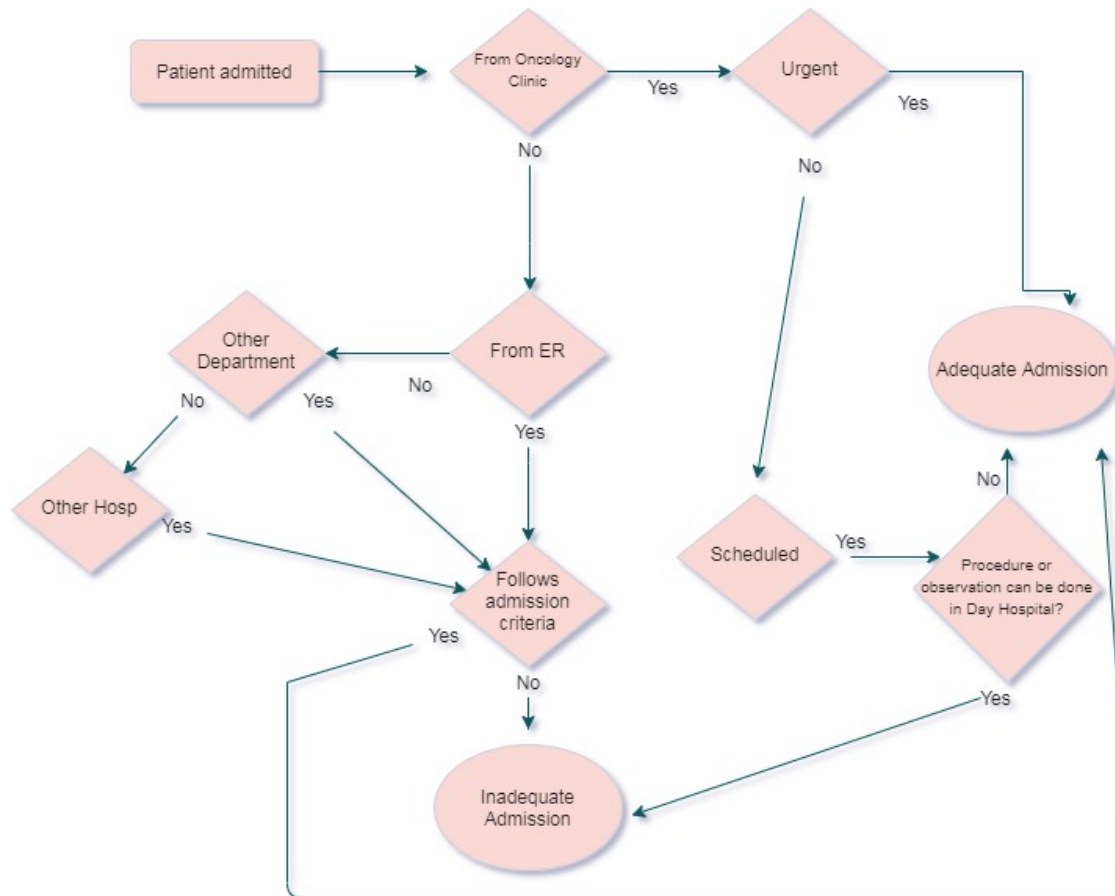 Patient admitted
From Oncology
Clinic
Yes
Urgent
Yes
No
No
Other
Department
No
From ER
Adequate Admission
No
Yes
Yes
Other Hosp
Yes
No
Scheduled
Yes
Procedure or
observation can be done
in Day Hospital?
Follows
admission
criteria
Yes
No
Yes
Inadequate
Admission